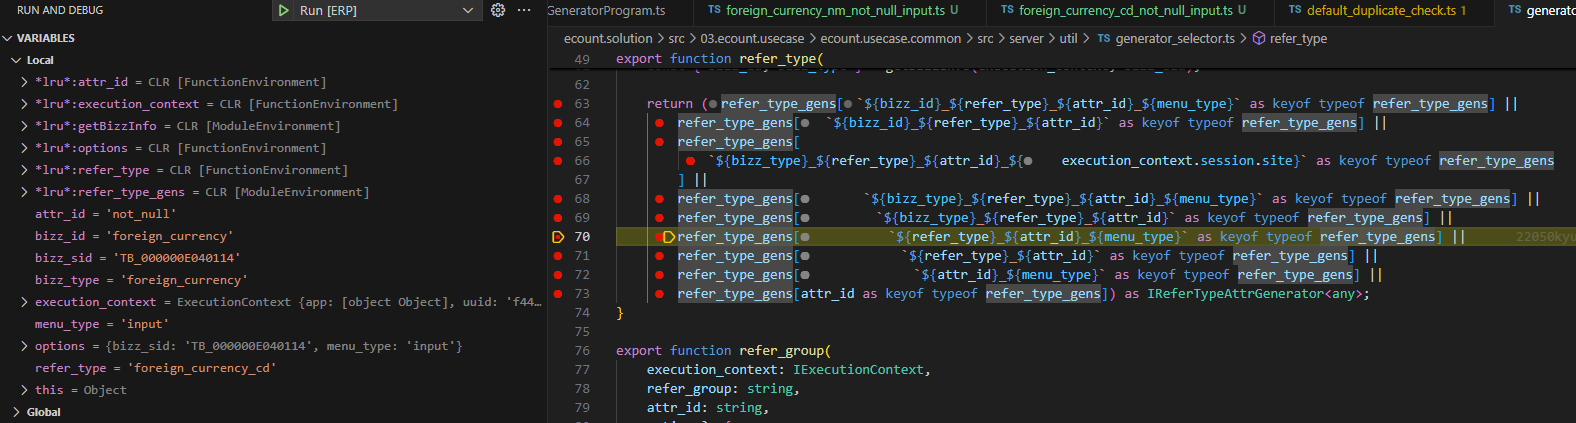 RUN AND DEBUG
Run [ERP]
VARIABLES
Local
*lru*:attr_id = CLR [FunctionEnvironment]
*lru*:execution_context = CLR [FunctionEnvironment]
*lru*:getBizzInfo = CLR [ModuleEnvironment]
*lru*:options = CLR [FunctionEnvironment]
*lru*:refer_type = CLR [FunctionEnvironment]
*lru*:refer_type_gens = CLR [ModuleEnvironment]
attr_id = 'not_null'
bizz_id = 'foreign_currency'
bizz_sid = 'TB_000000E040114'
bizz_type = 'foreign_currency'
execution_context = ExecutionContext {app: [object Object], uuid: 'f44...
menu_type = 'input'
options = {bizz_sid: 'TB_000000E040114', menu_type: 'input'}
refer_type = 'foreign_currency_cd'
this = Object
Global
GeneratorProgram.ts
TS foreign_currency_nm_not_null_input.ts U
TS foreign_currency_cd_not_null_input.ts U
TS default_duplicate_check.ts 1
generato
ecount.solution > src > 03.ecount.usecase > ecount.usecase.common > src > server > util > TS generator_selector.ts > refer_type
49 export function refer_type(
62
63 return (refer_type_gens[`${bizz_id}_${refer_type}_${attr_id}_${menu_type}` as keyof typeof refer_type_gens] ||
64 refer_type_gens[`${bizz_id}_${refer_type}_${attr_id}` as keyof typeof refer_type_gens] ||
65 refer_type_gens[
66 `${bizz_type}_${refer_type}_${attr_id}_${execution_context.session.site}` as keyof typeof refer_type_gens
67 ] ||
68 refer_type_gens[`${bizz_type}_${refer_type}_${attr_id}_${menu_type}` as keyof typeof refer_type_gens] ||
69 refer_type_gens[`${bizz_type}_${refer_type}_${attr_id}` as keyof typeof refer_type_gens] ||
70 refer_type_gens[`${refer_type}_${attr_id}_${menu_type}` as keyof typeof refer_type_gens] || 22050kyu
71 refer_type_gens[`${refer_type}_${attr_id}` as keyof typeof refer_type_gens] ||
72 refer_type_gens[`${attr_id}_${menu_type}` as keyof typeof refer_type_gens] ||
73 refer_type_gens[attr_id as keyof typeof refer_type_gens]) as IReferTypeAttrGenerator<any>;
74 }
75
76 export function refer_group(
77 execution_context: IExecutionContext,
78 refer_group: string,
79 attr_id: string,